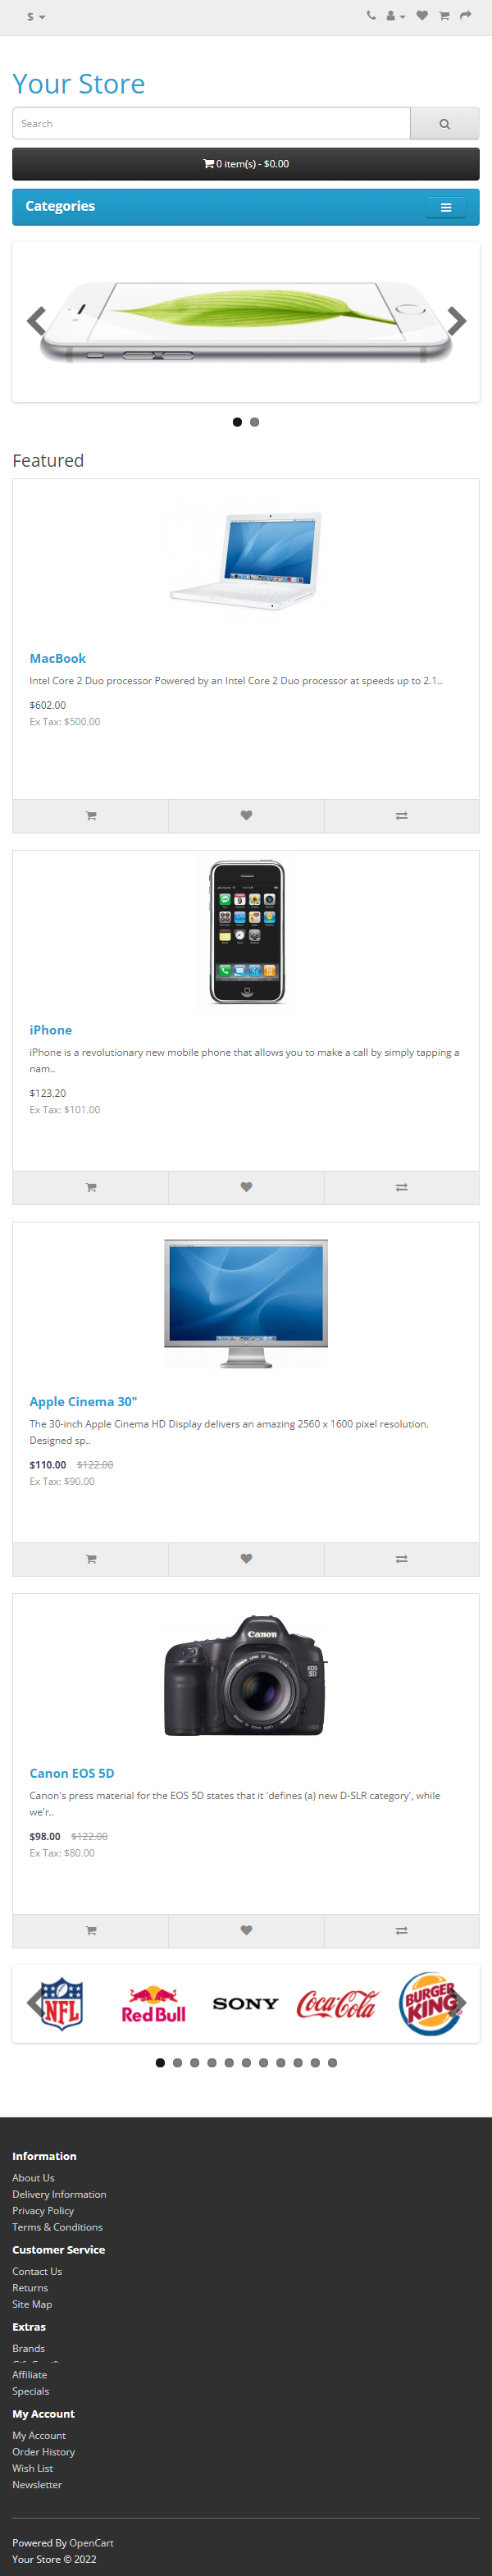 $
Your Store
Search
0 item(s) - $0.00
Categories
Featured
MacBook
Intel Core 2 Duo processor Powered by an Intel Core 2 Duo processor at speeds up to 2.1..
$602.00
Ex Tax: $500.00
iPhone
iPhone is a revolutionary new mobile phone that allows you to make a call by simply tapping a
nam..
$123.20
Ex Tax: $101.00
Apple Cinema 30"
The 30-inch Apple Cinema HD Display delivers an amazing 2560 x 1600 pixel resolution.
Designed sp..
$110.00 $122.00
Ex Tax: $90.00
Canon
EOS
5D
Canon EOS 5D
Canon's press material for the EOS 5D states that it 'defines (a) new D-SLR category', while
we'r..
$98.00 $122.00
Ex Tax: $80.00
NFL
Red Bull
SONY
Coca-Cola
BURGER
KING
Information
About Us
Delivery Information
Privacy Policy
Terms & Conditions
Customer Service
Contact Us
Returns
Site Map
Extras
Brands
Affiliate
Specials
My Account
My Account
Order History
Wish List
Newsletter
Powered By OpenCart
Your Store © 2022